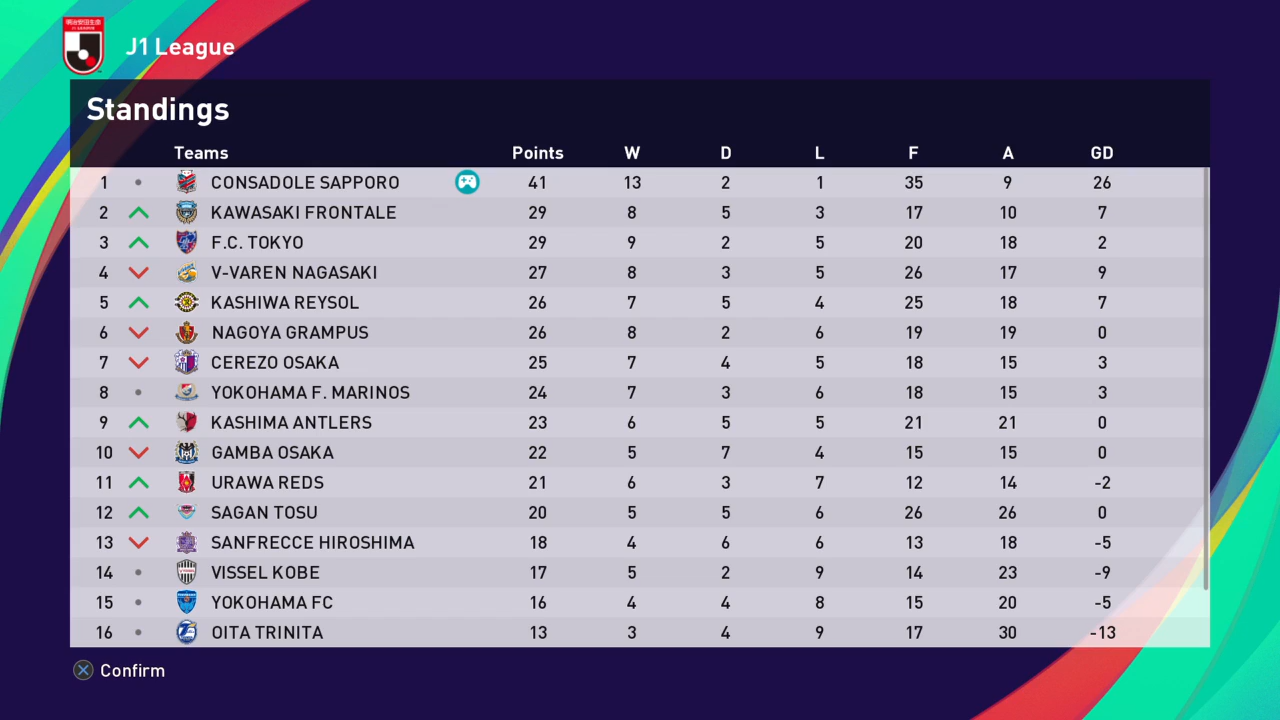 明治安田生命
J1 League
Standings
Teams Points W D L F A GD
1 CONSADOLE SAPPORO 41 13 2 1 35 9 26
2 KAWASAKI FRONTALE 29 8 5 3 17 10 7
3 F.C. TOKYO 29 9 2 5 20 18 2
4 V-VAREN NAGASAKI 27 8 3 5 26 17 9
5 KASHIWA REYSOL 26 7 5 4 25 18 7
6 NAGOYA GRAMPUS 26 8 2 6 19 19 0
7 CEREZO OSAKA 25 7 4 5 18 15 3
8 YOKOHAMA F. MARINOS 24 7 3 6 18 15 3
9 KASHIMA ANTLERS 23 6 5 5 21 21 0
10 GAMBA OSAKA 22 5 7 4 15 15 0
11 URAWA REDS 21 6 3 7 12 14 -2
12 SAGAN TOSU 20 5 5 6 26 26 0
13 SANFRECCE HIROSHIMA 18 4 6 6 13 18 -5
14 VISSEL KOBE 17 5 2 9 14 23 -9
15 YOKOHAMA FC 16 4 4 8 15 20 -5
16 OITA TRINITA 13 3 4 9 17 30 -13
Confirm